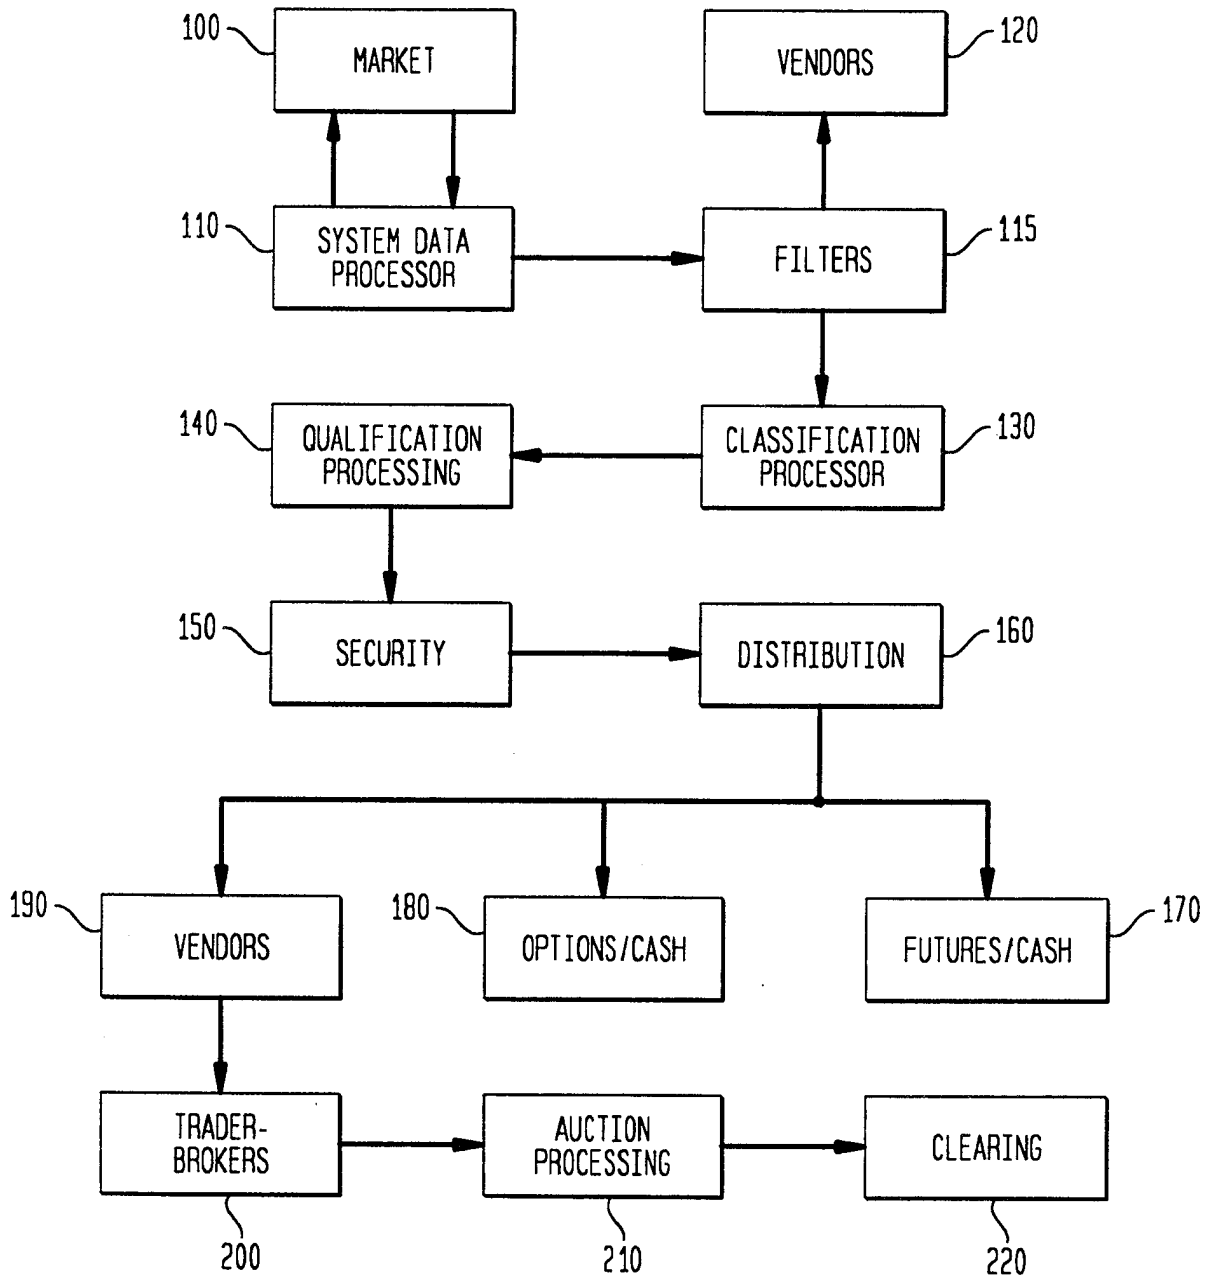 100
MARKET
VENDORS
120
110
SYSTEM DATA
PROCESSOR
FILTERS
115
140
QUALIFICATION
PROCESSING
CLASSIFICATION
PROCESSOR
130
150
SECURITY
DISTRIBUTION
160
190
VENDORS
180
OPTIONS/CASH
FUTURES/CASH
170
TRADER-
BROKERS
200
AUCTION
PROCESSING
210
CLEARING
220